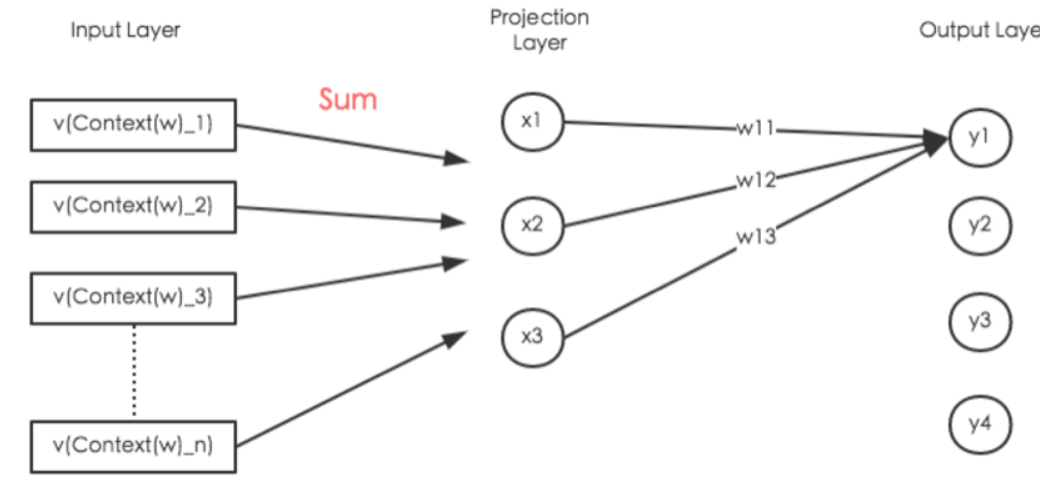 Input Layer
Projection
Layer
Output Laye
Sum
v(Context(w)_1)
v(Context(w)_2)
v(Context(w)_3)
v(Context(w)_n)
x1
x2
x3
w11
w12
w13
y1
y2
y3
y4